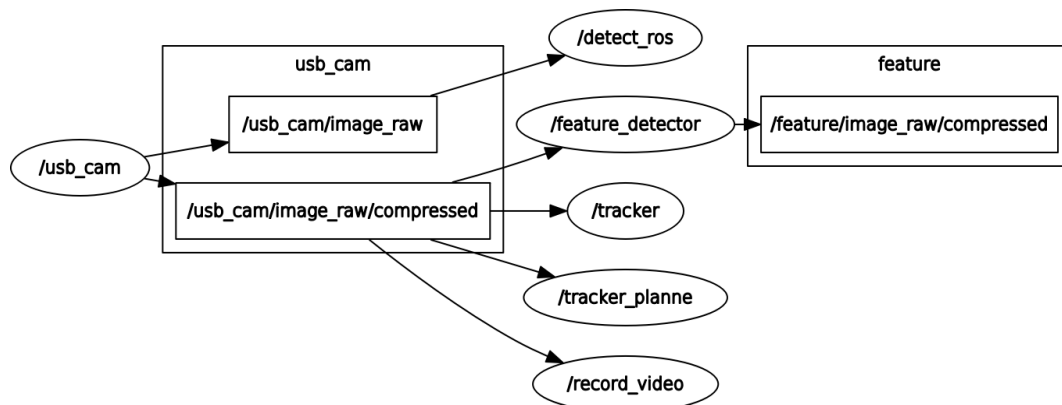 /detect_ros
usb_cam
feature
/usb_cam/image_raw
/feature_detector
/feature/image_raw/compressed
/usb_cam
/usb_cam/image_raw/compressed
/tracker
/tracker_planne
/record_video